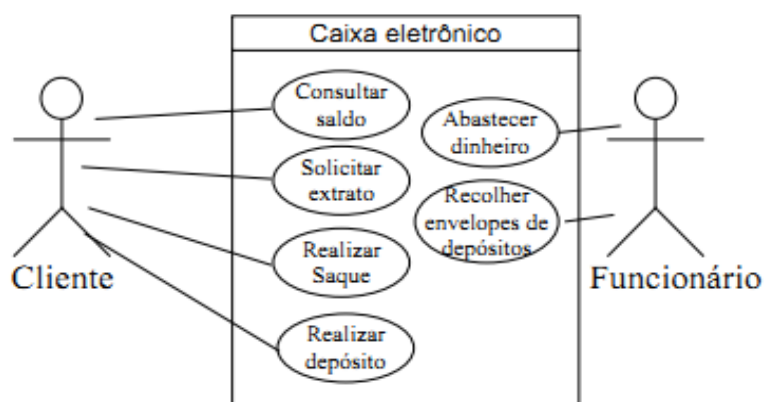 Caixa eletrônico
Consultar
saldo
Solicitar
extrato
Realizar
Saque
Realizar
depósito
Abastecer
dinheiro
Recolher
envelopes de
depósitos
Cliente
Funcionário